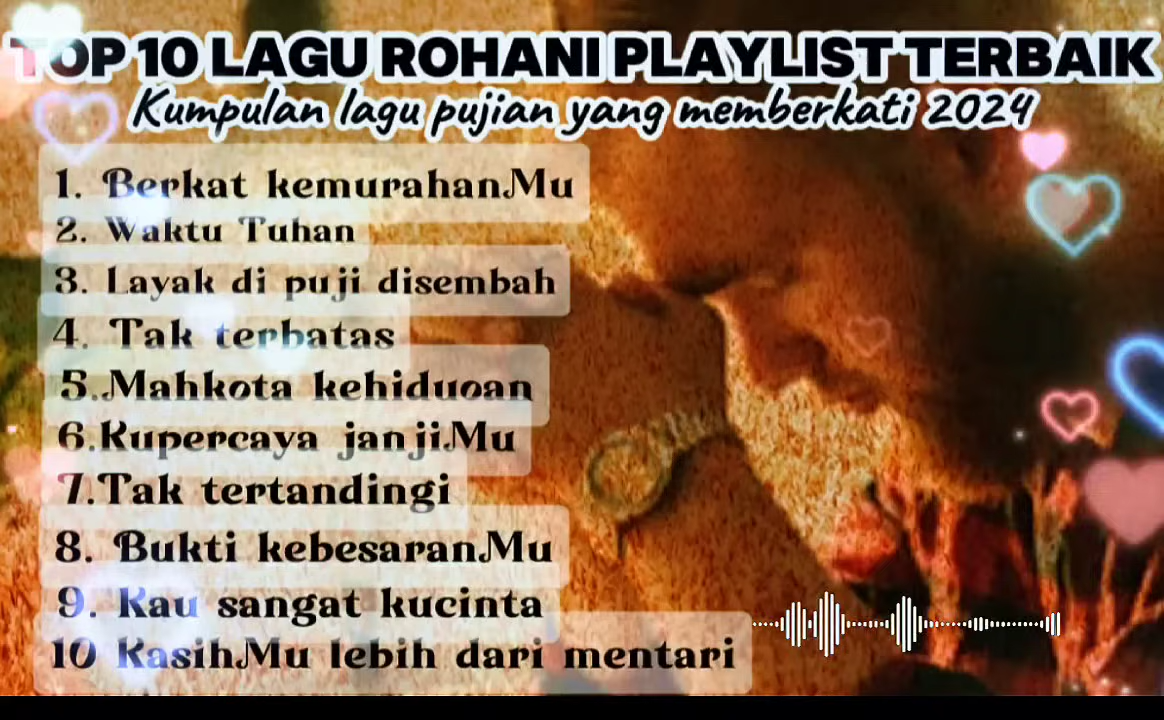 TOP 10 LAGU ROHANI PLAYLIST TERBAIK
Kumpulan lagu pujian yang memberkati 2024
1. Berkat kemurahanMu
2. Waktu Tuhan
3. Layak di puji disembah
4. Tak terbatas
5.Mahkota kehiduoan
6.Kupercaya janjiMu
7.Tak tertandingi
8. Bukti kebesaranMu
9. Kau sangat kucinta
10 KasihMu lebih dari mentari